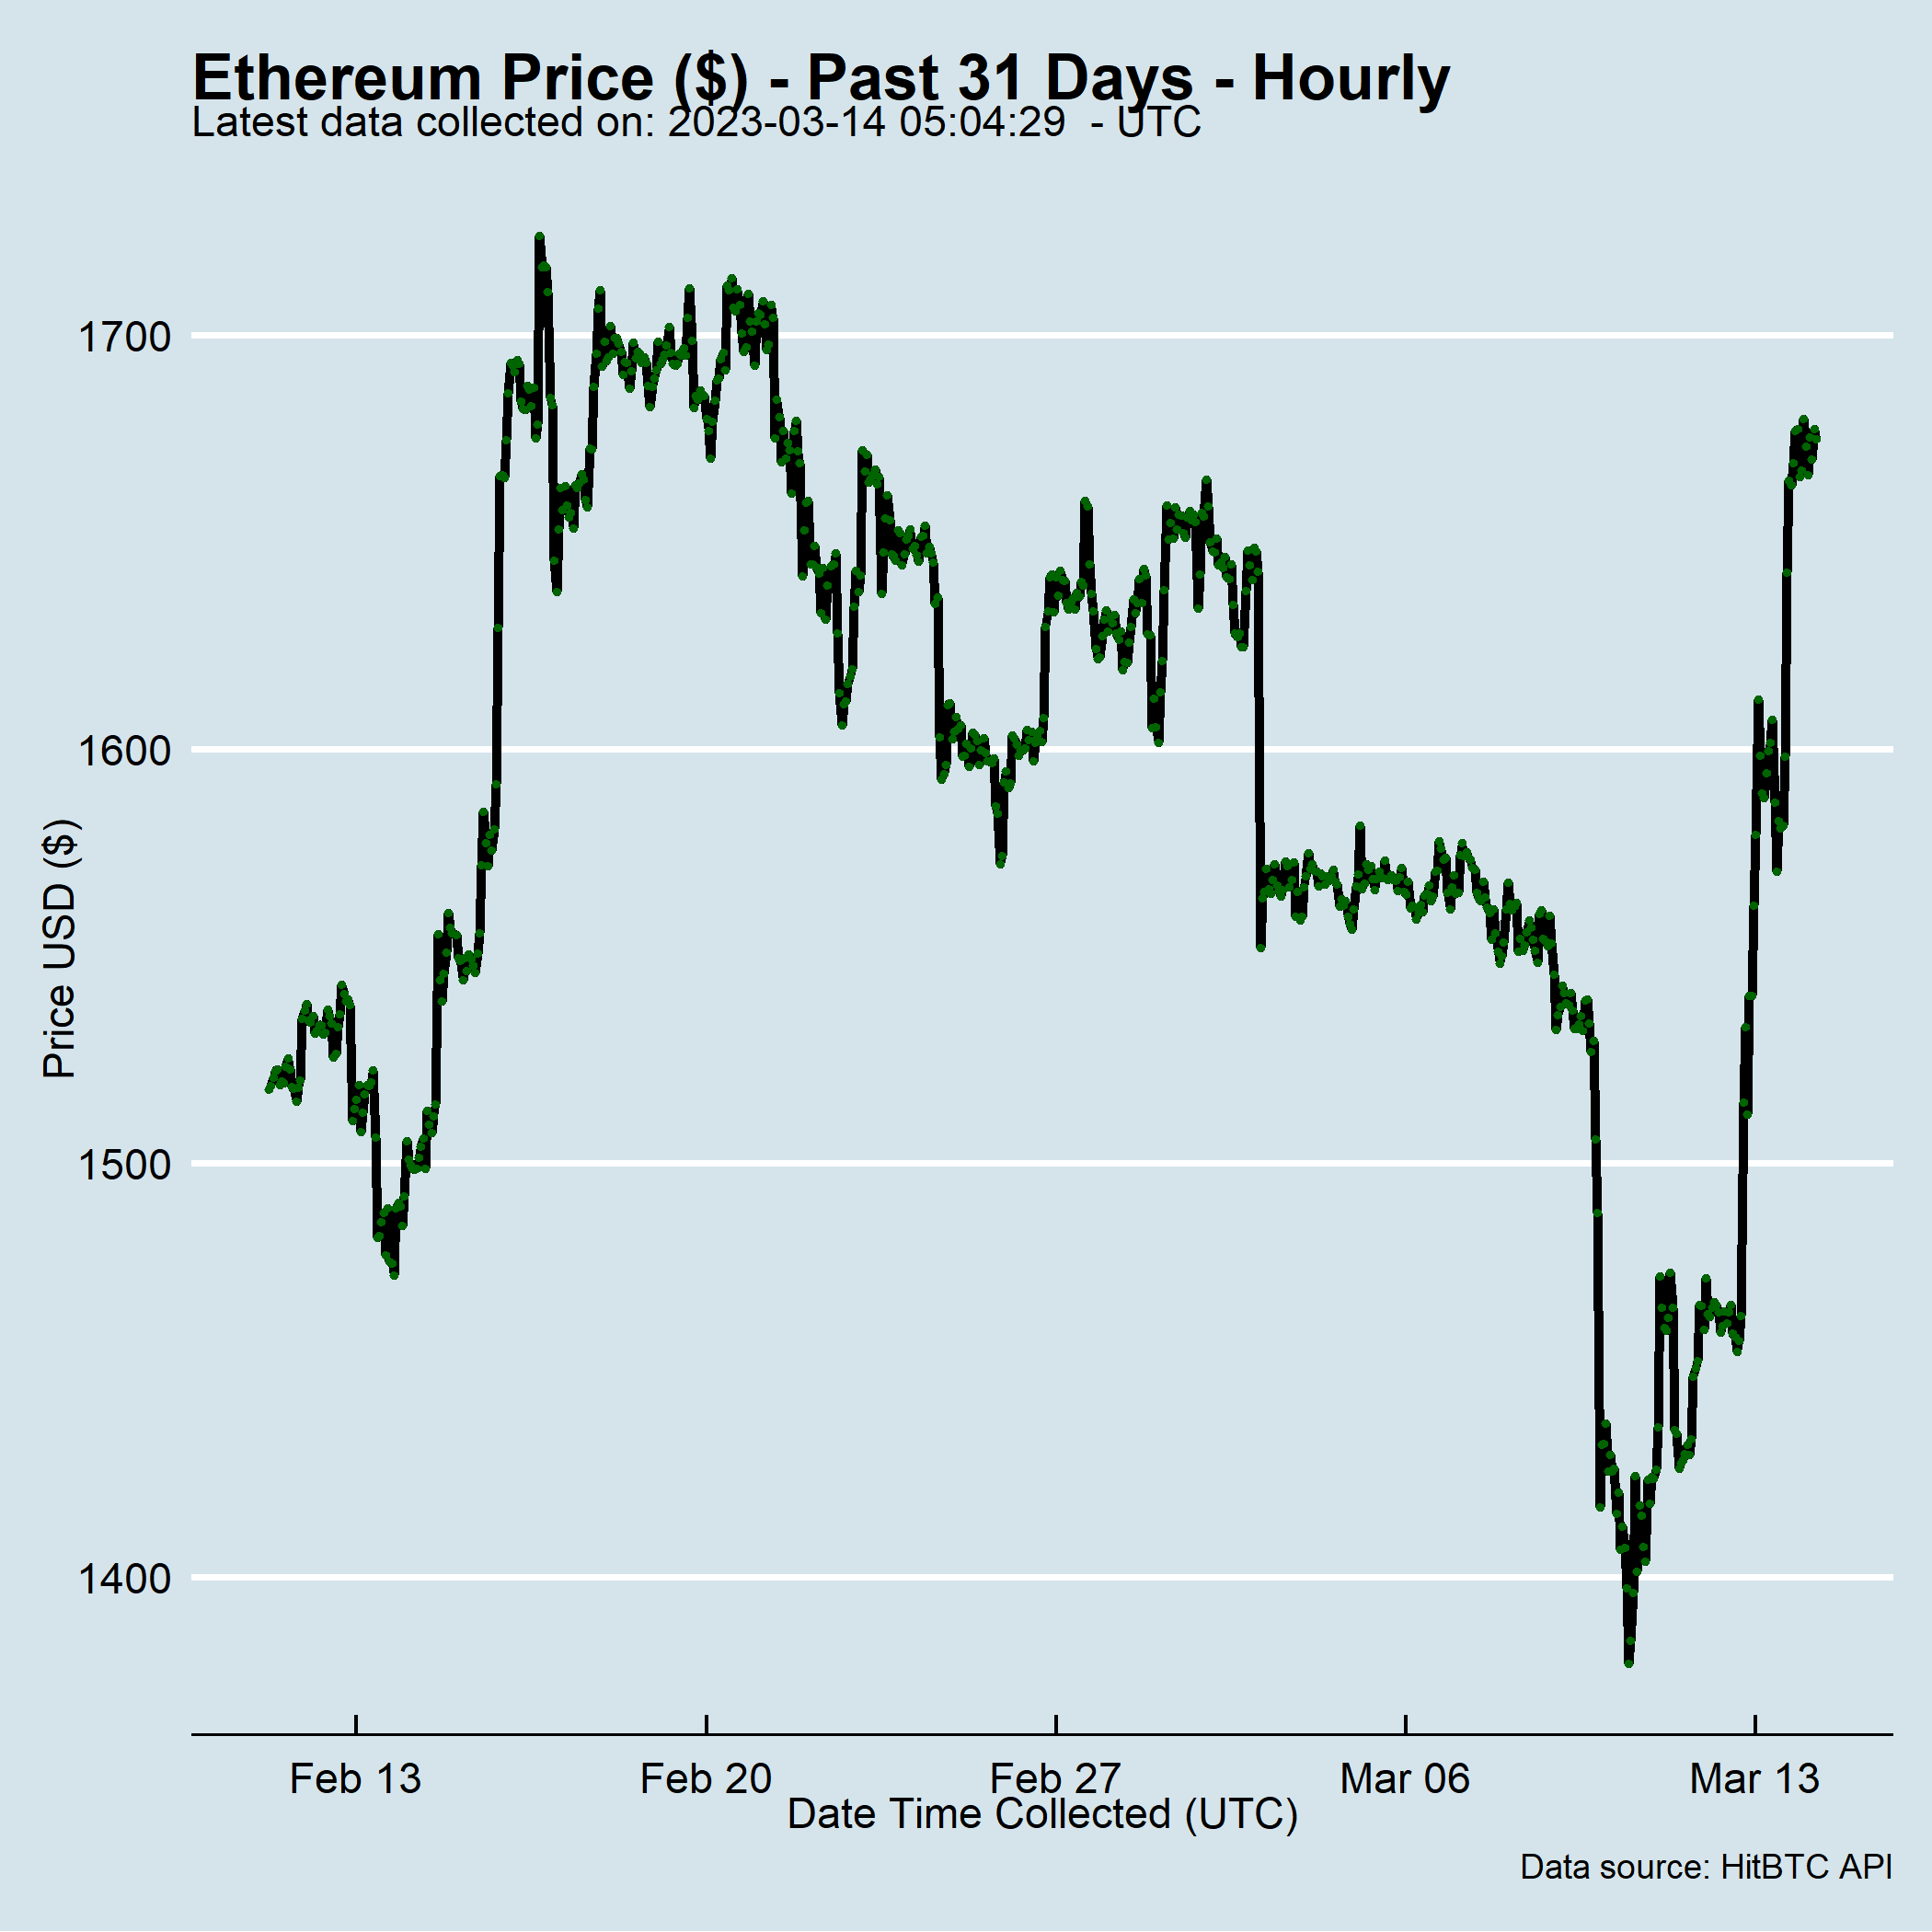 Ethereum Price ($) - Past 31 Days - Hourly
Latest data collected on: 2023-03-14 05:04:29  - UTC
1700
1600
1500
1400
Price USD ($)
Feb 13
Feb 20
Feb 27
Mar 06
Mar 13
Date Time Collected (UTC)
Data source: HitBTC API